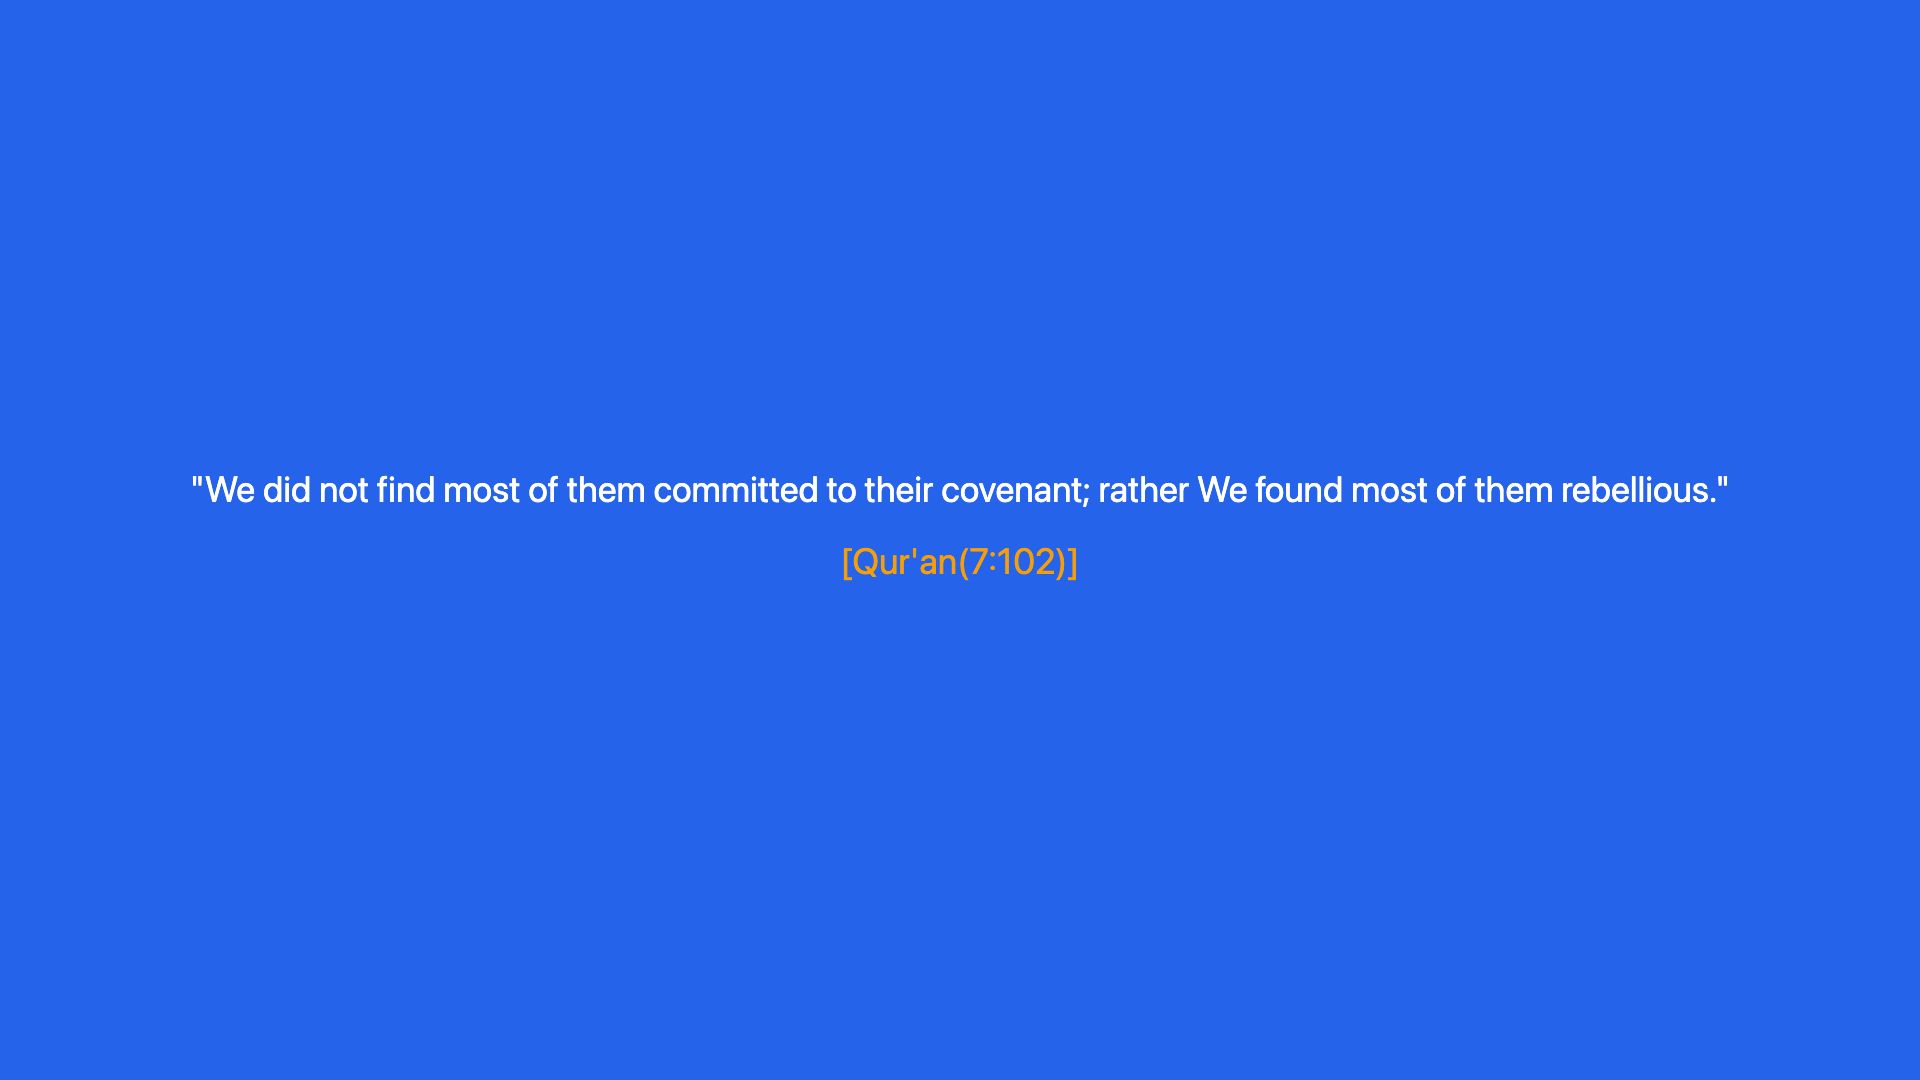 "We did not find most of them committed to their covenant; rather We found most of them rebellious."
[Qur'an(7:102)]